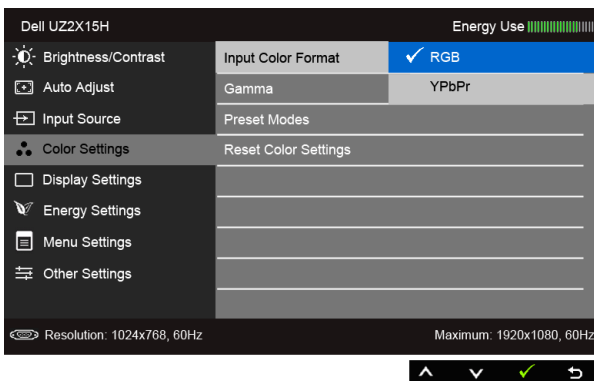 Dell UZ2X15H Energy Use
Brightness/Contrast Input Color Format RGB
Auto Adjust Gamma YPbPr
Input Source Preset Modes
Color Settings Reset Color Settings
Display Settings
Energy Settings
Menu Settings
Other Settings
Resolution: 1024x768, 60Hz Maximum: 1920x1080, 60Hz